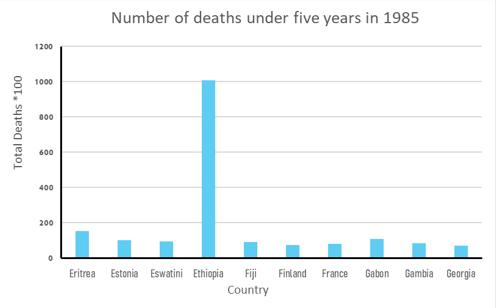 Number of deaths under five years in 1985
Total Deaths *100
1200
1000
800
600
400
200
0
Eritrea Estonia Eswatini Ethiopia Fiji Finland France Gabon Gambia Georgia
Country